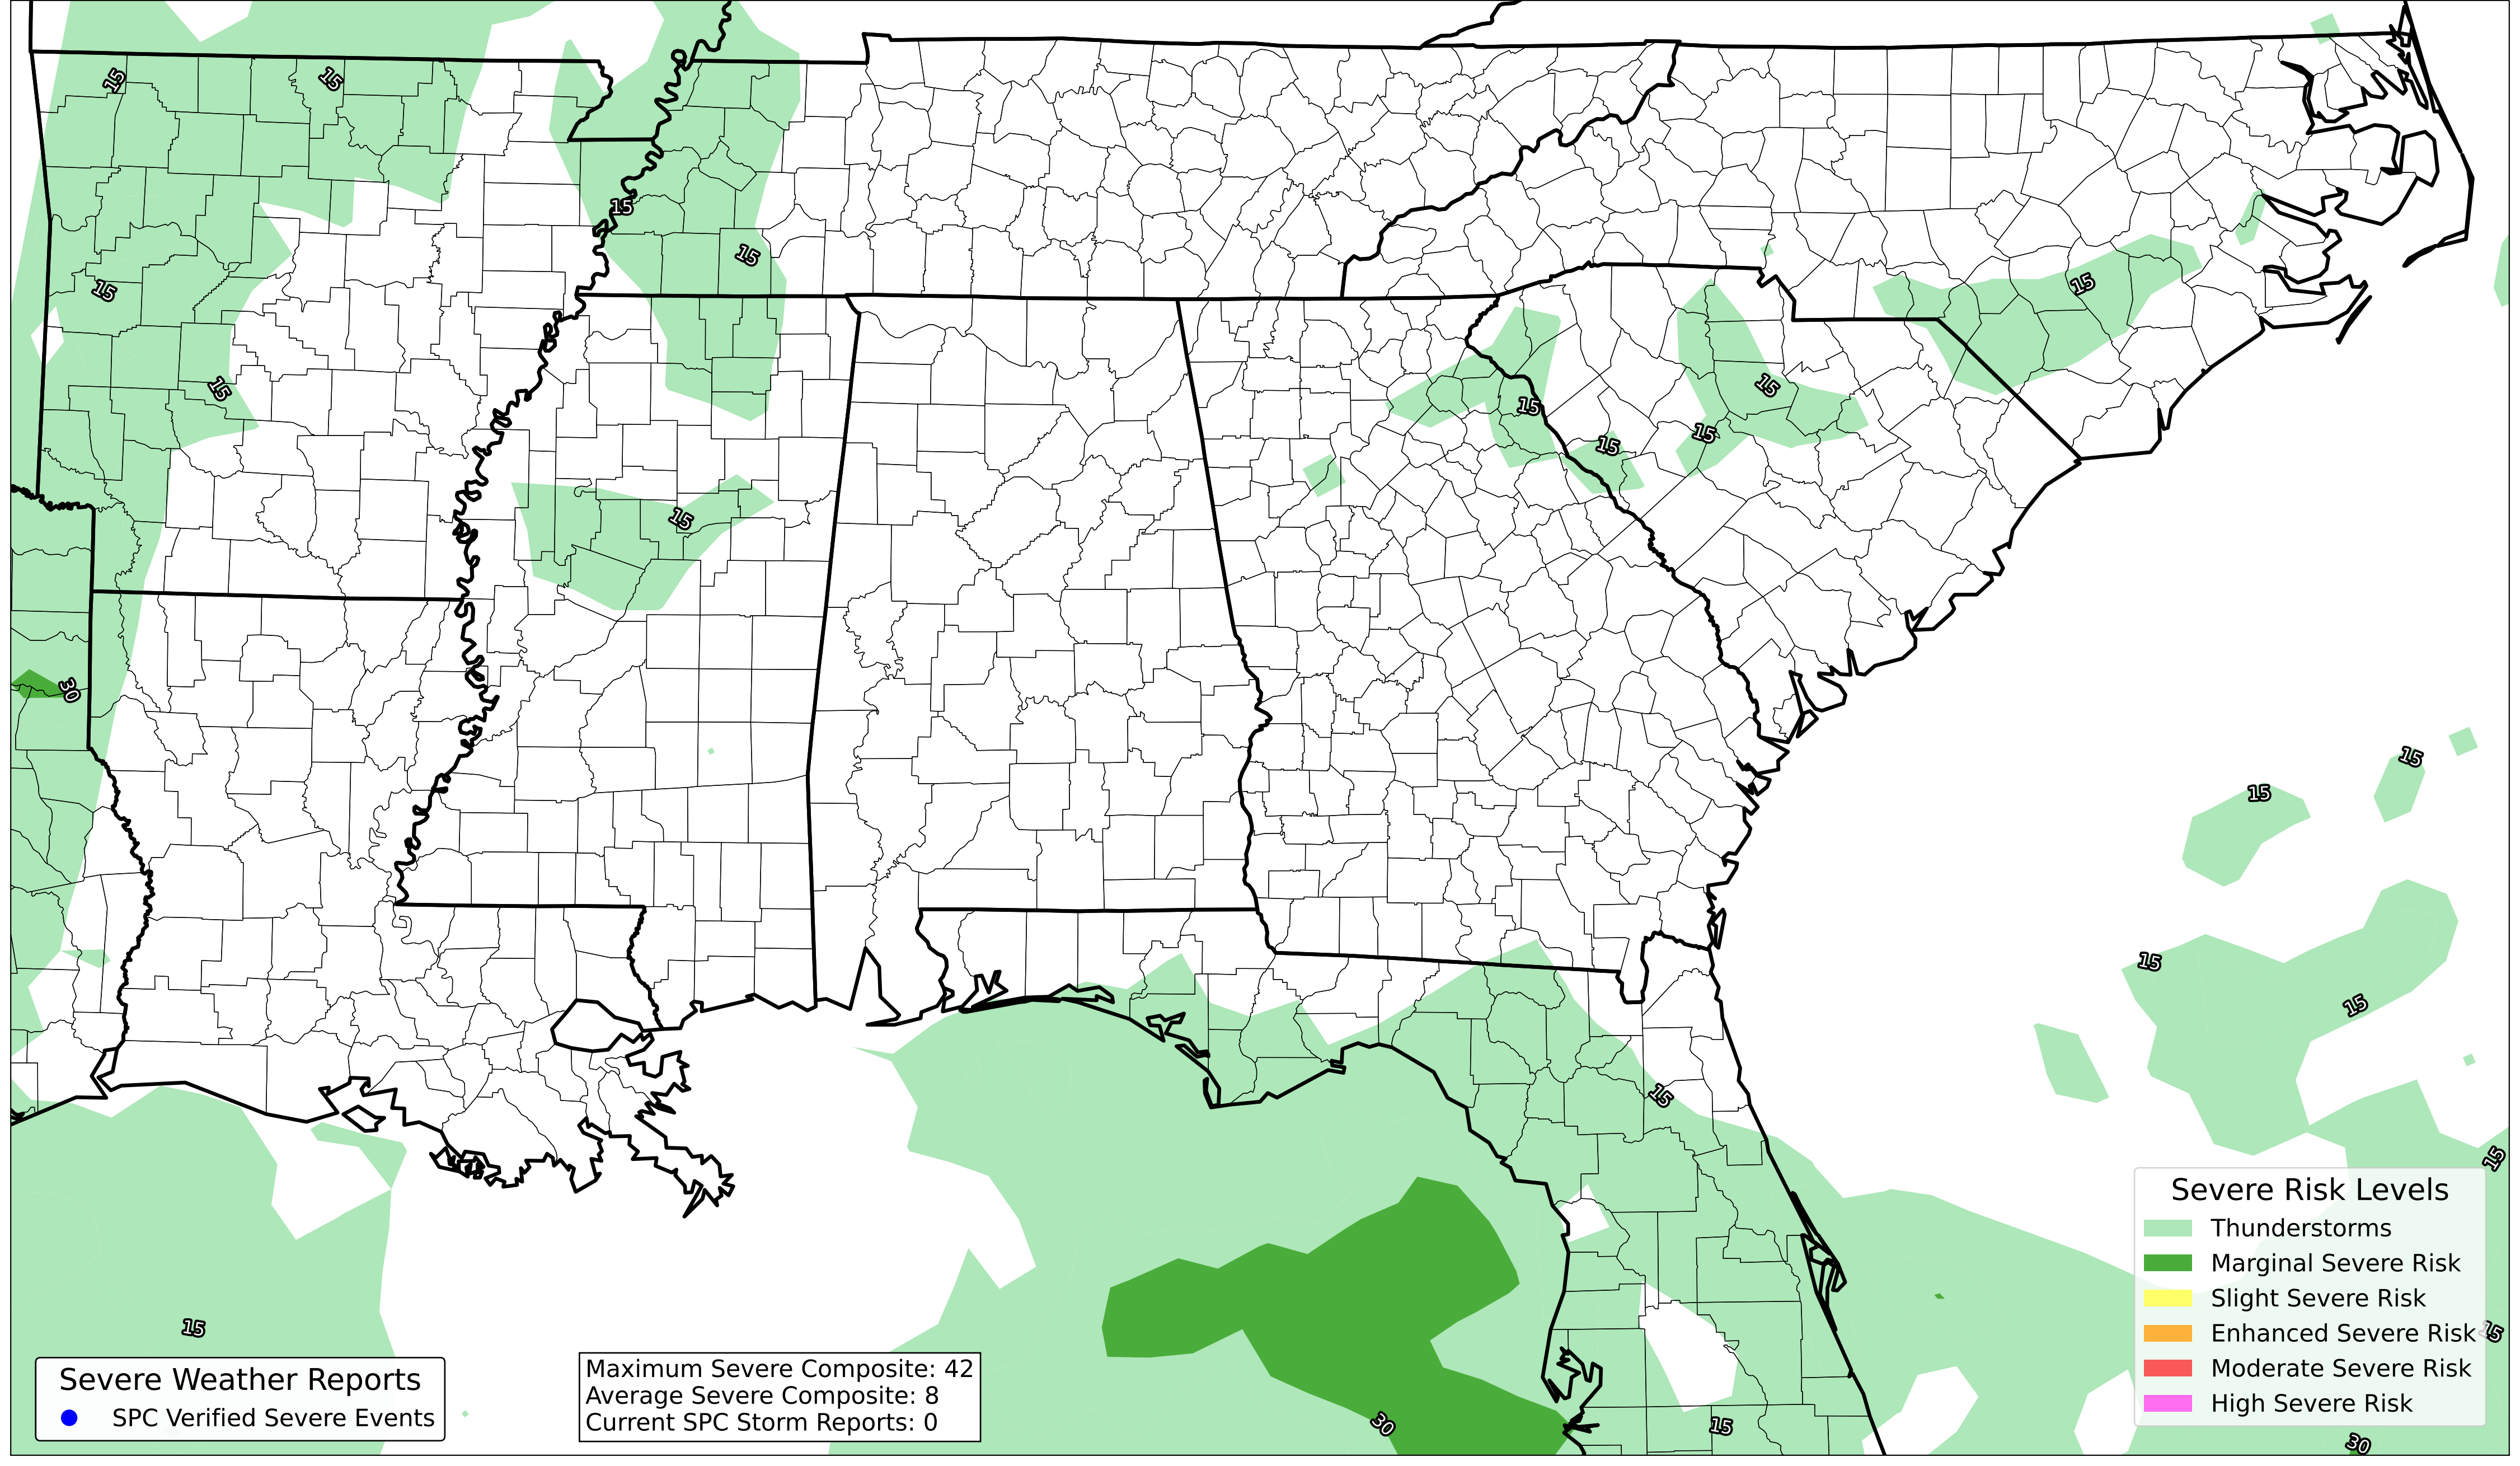 15
15
15
15
15
15
15
15
15
15
15
15
30
15
15
15
15
15
15
Severe Risk Levels
Thunderstorms
Marginal Severe Risk
Slight Severe Risk
Enhanced Severe Risk
15
Moderate Severe Risk
High Severe Risk
15
Severe Weather Reports
SPC Verified Severe Events
Maximum Severe Composite: 42
Average Severe Composite: 8
Current SPC Storm Reports: 0
30
15
30